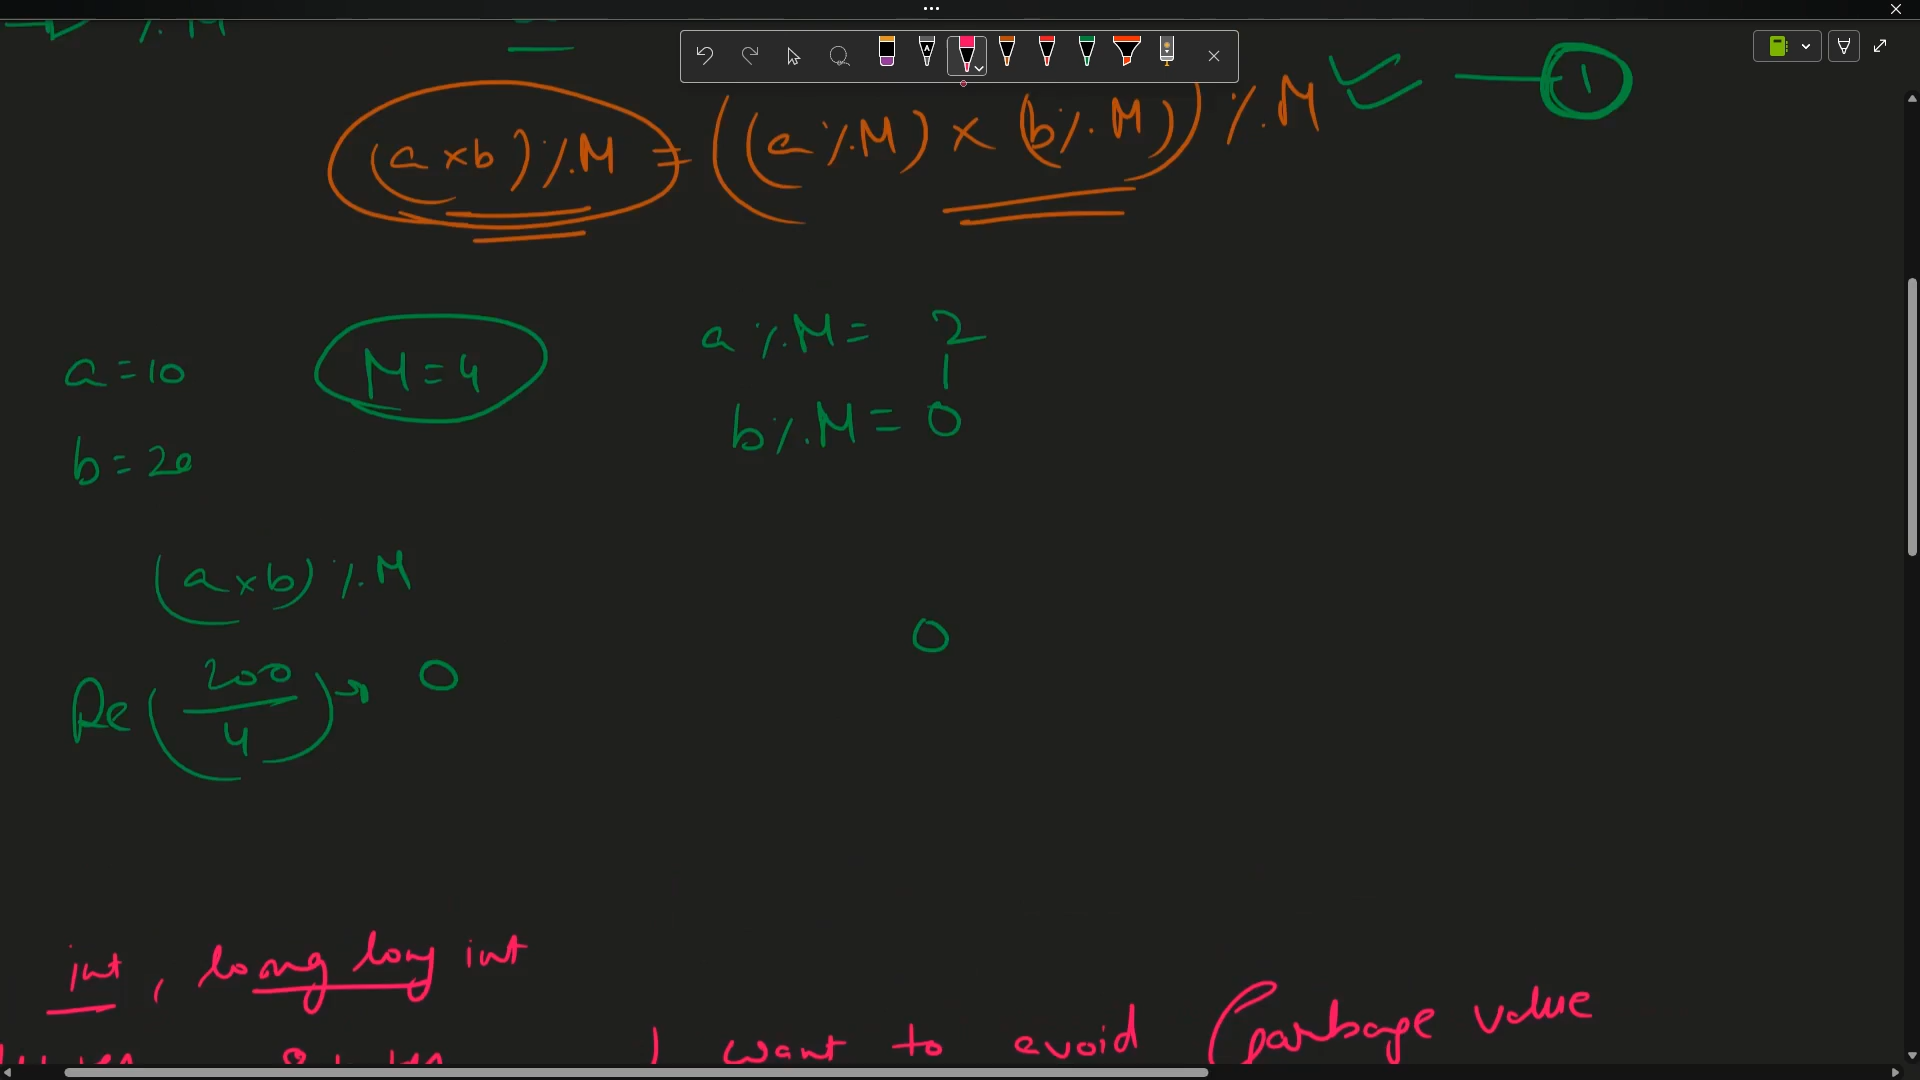 % M
(a x b) % M = ((a % M) x (b % M)) % M 1
a = 10 M = 4 a % M = 2
b = 20 b % M = 0
(a x b) % M
0
Re (200/4) → 0
int, long long int
I want to avoid Garbage value